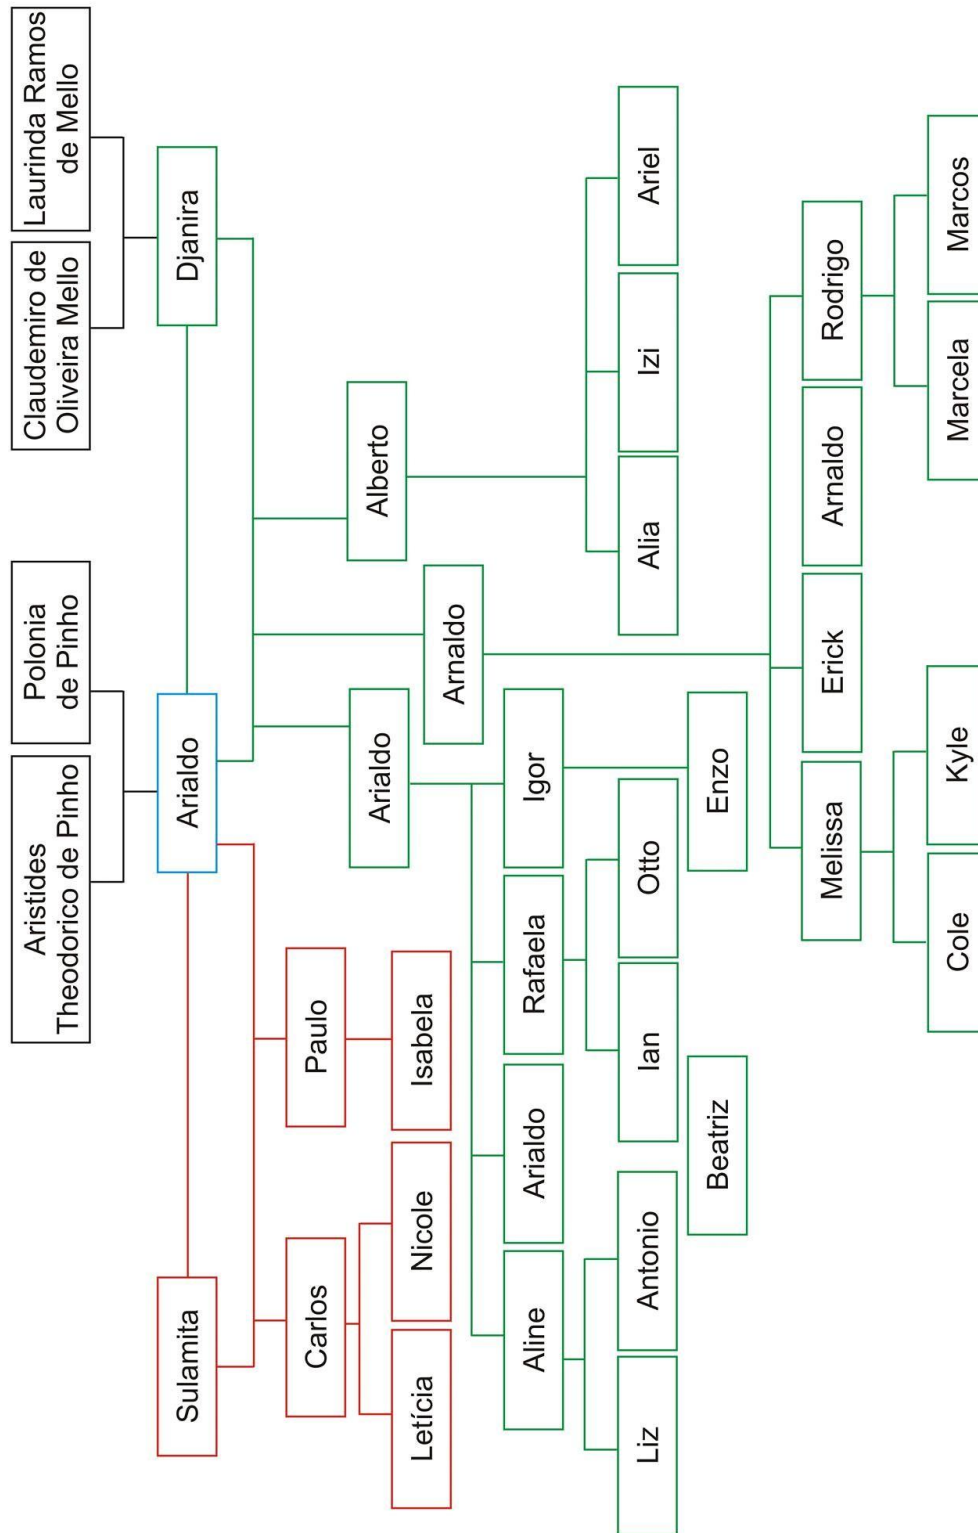 Aristides
Theodorico de Pinho
Polonia
de Pinho
Claudemiro de
Oliveira Mello
Laurinda Ramos
de Mello
Sulamita
Arialdo
Djanira
Carlos
Paulo
Arialdo
Alberto
Letícia
Nicole
Isabela
Arnaldo
Aline
Arialdo
Rafaela
Igor
Liz
Antonio
Ian
Otto
Alia
Izi
Ariel
Beatriz
Enzo
Melissa
Erick
Arnaldo
Rodrigo
Cole
Kyle
Marcela
Marcos